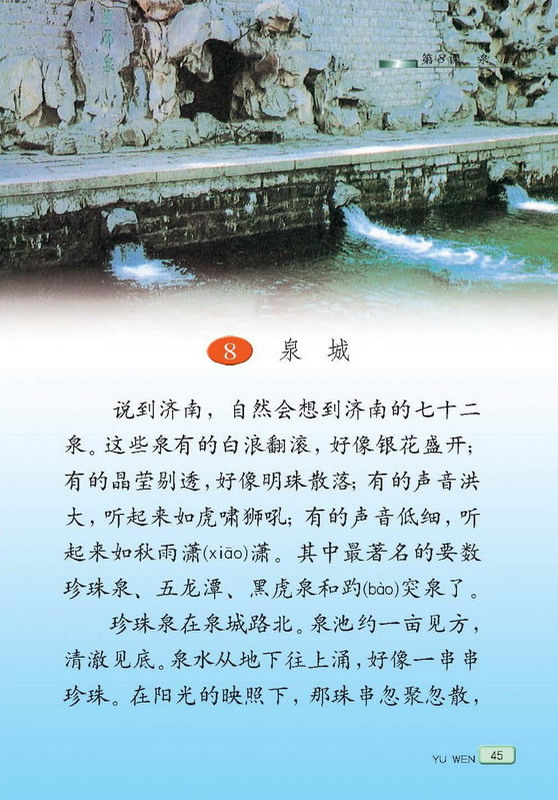 第8课 泉
8 泉 城
说到济南，自然会想到济南的七十二
泉。这些泉有的白浪翻滚，好像银花盛开；
有的晶莹剔透，好像明珠散落；有的声音洪
大，听起来如虎啸狮吼；有的声音低细，听
起来如秋雨潇(xiāo)潇。其中最著名的要数
珍珠泉、五龙潭、黑虎泉和趵(bào)突泉了。
珍珠泉在泉城路北。泉池约一亩见方，
清澈见底。泉水从地下往上涌，好像一串串
珍珠。在阳光的映照下，那珠串忽聚忽散，
YU WEN 45